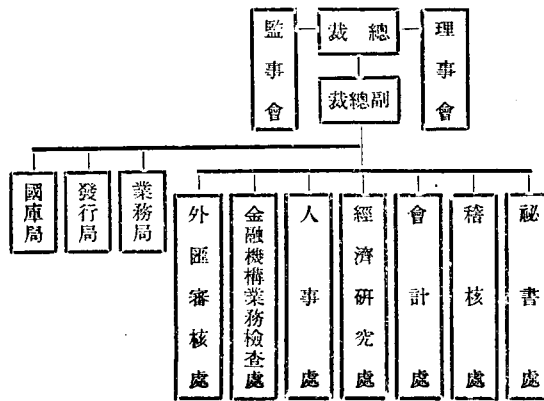 理事會
總裁
監事會
副總裁
祕書處
稽核處
會計處
經濟研究處
人事處
金融機構業務檢查處
外匯審核處
業務局
發行局
國庫局